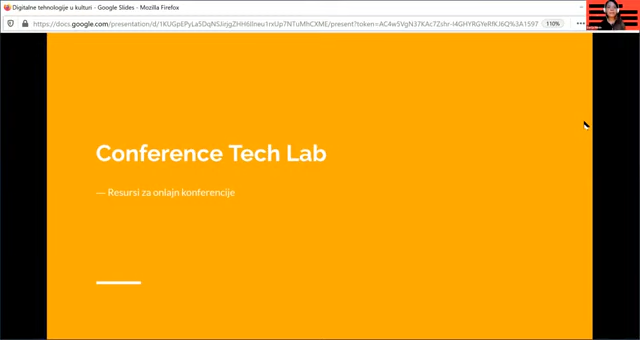 Digitalne tehnologije u kulturi - Google Slides - Mozilla Firefox
110%
Conference Tech Lab
— Resursi za onlajn konferencije